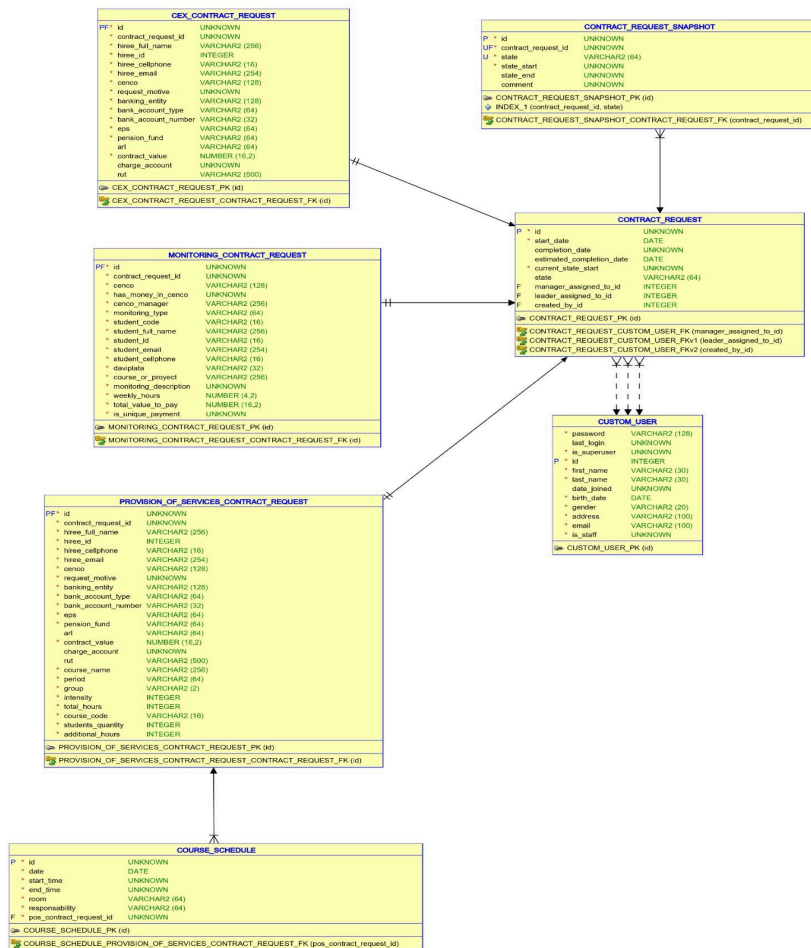 CEX_CONTRACT_REQUEST
PF* id UNKNOWN
* contract_request_id UNKNOWN
* hiree_full_name VARCHAR2 (256)
* hiree_id INTEGER
* hiree_cellphone VARCHAR2 (16)
* hiree_email VARCHAR2 (254)
* cenco VARCHAR2 (128)
* request_motive UNKNOWN
* banking_entity VARCHAR2 (128)
* bank_account_type VARCHAR2 (64)
* bank_account_number VARCHAR2 (32)
* eps VARCHAR2 (64)
* pension_fund VARCHAR2 (64)
arl VARCHAR2 (64)
* contract_value NUMBER (16,2)
charge_account UNKNOWN
rut VARCHAR2 (500)
CEX_CONTRACT_REQUEST_PK (id)
CEX_CONTRACT_REQUEST_CONTRACT_REQUEST_FK (id)
CONTRACT_REQUEST_SNAPSHOT
P * id UNKNOWN
UF* contract_request_id UNKNOWN
U * state VARCHAR2 (64)
* state_start UNKNOWN
state_end UNKNOWN
comment UNKNOWN
CONTRACT_REQUEST_SNAPSHOT_PK (id)
INDEX_1 (contract_request_id, state)
CONTRACT_REQUEST_SNAPSHOT_CONTRACT_REQUEST_FK (contract_request_id)
CONTRACT_REQUEST
P * id UNKNOWN
* start_date DATE
completion_date UNKNOWN
estimated_completion_date DATE
* current_state_start UNKNOWN
state VARCHAR2 (64)
F manager_assigned_to_id INTEGER
F leader_assigned_to_id INTEGER
F created_by_id INTEGER
CONTRACT_REQUEST_PK (id)
CONTRACT_REQUEST_CUSTOM_USER_FK (manager_assigned_to_id)
CONTRACT_REQUEST_CUSTOM_USER_FKv1 (leader_assigned_to_id)
CONTRACT_REQUEST_CUSTOM_USER_FKv2 (created_by_id)
MONITORING_CONTRACT_REQUEST
PF* id UNKNOWN
* contract_request_id UNKNOWN
* cenco VARCHAR2 (128)
* has_money_in_cenco UNKNOWN
* cenco_manager VARCHAR2 (256)
* monitoring_type VARCHAR2 (64)
* student_code VARCHAR2 (16)
* student_full_name VARCHAR2 (256)
* student_id VARCHAR2 (16)
* student_email VARCHAR2 (254)
* student_cellphone VARCHAR2 (16)
* daviplata VARCHAR2 (32)
* course_or_proyect VARCHAR2 (256)
* monitoring_description UNKNOWN
* weekly_hours NUMBER (4,2)
* total_value_to_pay NUMBER (16,2)
* is_unique_payment UNKNOWN
MONITORING_CONTRACT_REQUEST_PK (id)
MONITORING_CONTRACT_REQUEST_CONTRACT_REQUEST_FK (id)
CUSTOM_USER
* password VARCHAR2 (128)
last_login UNKNOWN
* is_superuser UNKNOWN
P * id INTEGER
* first_name VARCHAR2 (30)
* last_name VARCHAR2 (30)
date_joined UNKNOWN
* birth_date DATE
* gender VARCHAR2 (20)
* address VARCHAR2 (100)
* email VARCHAR2 (100)
* is_staff UNKNOWN
CUSTOM_USER_PK (id)
PROVISION_OF_SERVICES_CONTRACT_REQUEST
PF* id UNKNOWN
* contract_request_id UNKNOWN
* hiree_full_name VARCHAR2 (256)
* hiree_id INTEGER
* hiree_cellphone VARCHAR2 (16)
* hiree_email VARCHAR2 (254)
* cenco VARCHAR2 (128)
* request_motive UNKNOWN
* banking_entity VARCHAR2 (128)
* bank_account_type VARCHAR2 (64)
* bank_account_number VARCHAR2 (32)
* eps VARCHAR2 (64)
* pension_fund VARCHAR2 (64)
arl VARCHAR2 (64)
* contract_value NUMBER (16,2)
charge_account UNKNOWN
rut VARCHAR2 (500)
* course_name VARCHAR2 (256)
* period VARCHAR2 (64)
* group VARCHAR2 (2)
* intensity INTEGER
* total_hours INTEGER
* course_code VARCHAR2 (16)
* students_quantity INTEGER
* additional_hours INTEGER
PROVISION_OF_SERVICES_CONTRACT_REQUEST_PK (id)
PROVISION_OF_SERVICES_CONTRACT_REQUEST_CONTRACT_REQUEST_FK (id)
COURSE_SCHEDULE
P * id UNKNOWN
* date DATE
* start_time UNKNOWN
* end_time UNKNOWN
* room VARCHAR2 (64)
* responsability VARCHAR2 (64)
F * pos_contract_request_id UNKNOWN
COURSE_SCHEDULE_PK (id)
COURSE_SCHEDULE_PROVISION_OF_SERVICES_CONTRACT_REQUEST_FK (pos_contract_request_id)